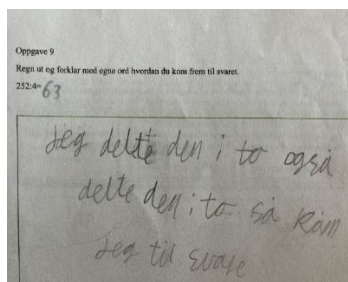 Oppgave 9
Regn ut og forklar med egne ord hvordan du kom frem til svaret.
252:4= 63
Jeg delte den i to også
delte den i to så kom
Jeg til svare